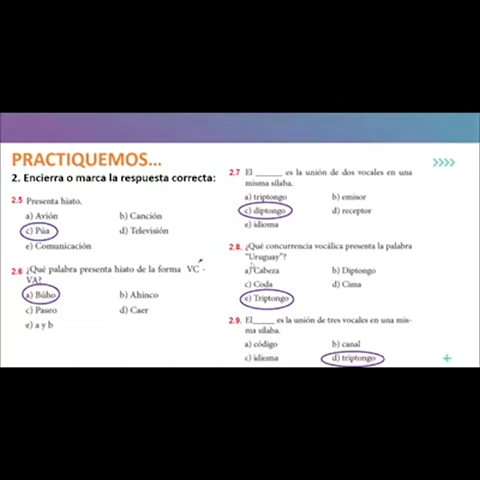 PRACTIQUEMOS...
2. Encierra o marca la respuesta correcta:
2.5 Presenta hiato.
a) Avión b) Canción
c) Púa d) Televisión
e) Comunicación
2.6 ¿Qué palabra presenta hiato de la forma VC -
VA?
a) Búho b) Ahínco
c) Paseo d) Caer
e) a y b
2.7 El ______ es la unión de dos vocales en una
misma sílaba.
a) triptongo b) emisor
c) diptongo d) receptor
e) idioma
2.8. ¿Qué concurrencia vocálica presenta la palabra
"Uruguay"?
a) Cabeza b) Diptongo
c) Coda d) Cima
e) Triptongo
2.9. El_____ es la unión de tres vocales en una mis-
ma sílaba.
a) código b) canal
c) idioma d) triptongo